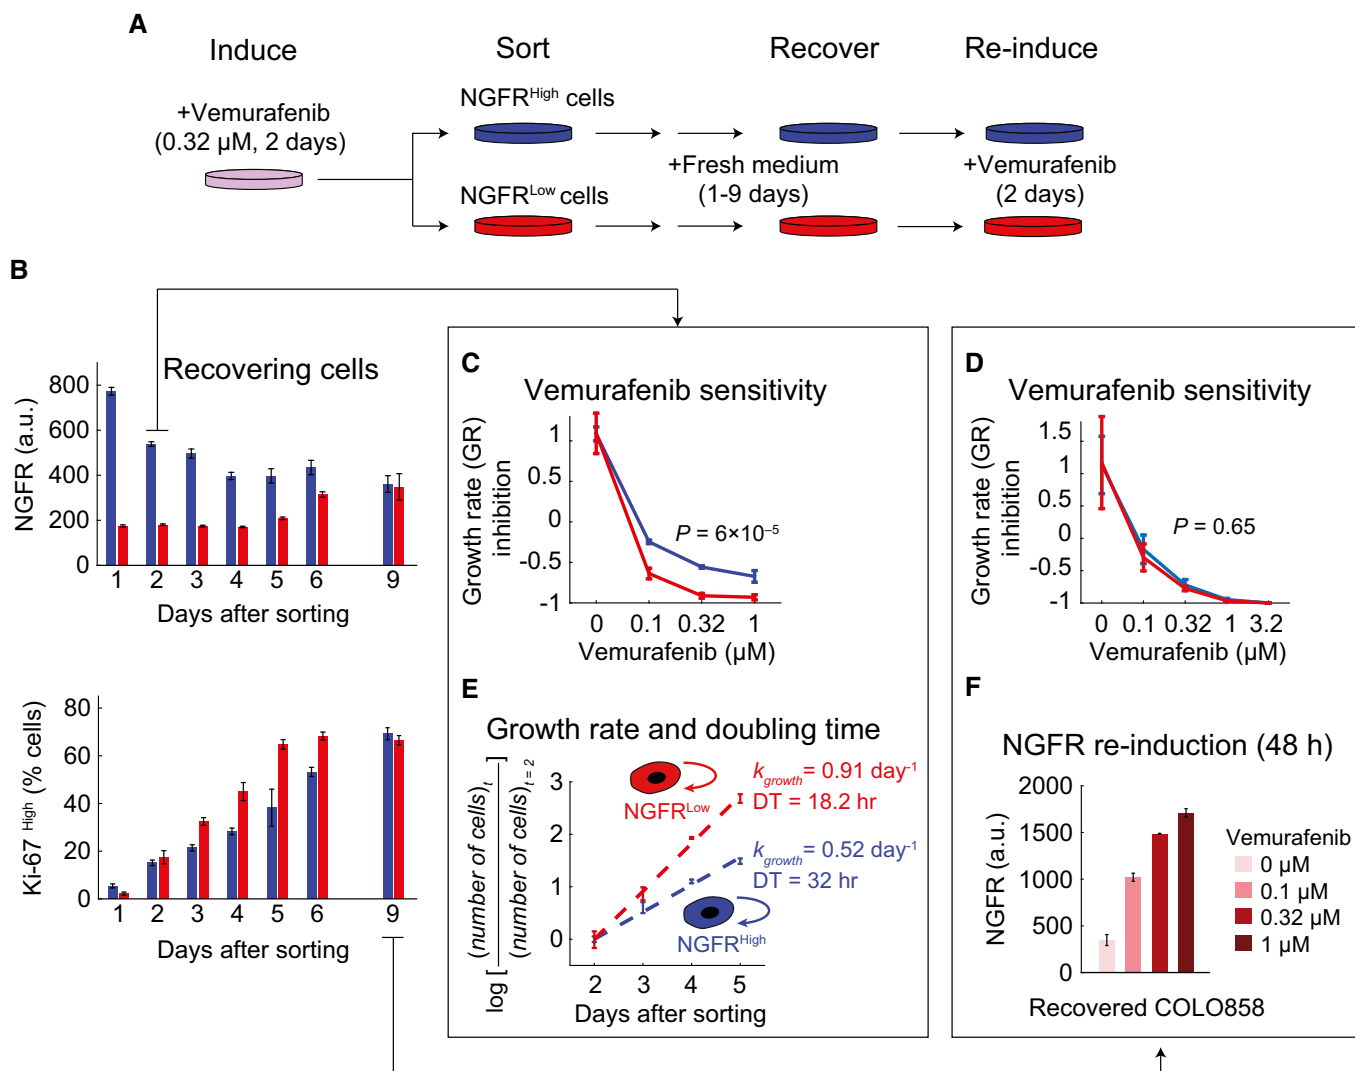 A
Induce
Sort
Recover
Re-induce
+Vemurafenib
(0.32 µM, 2 days)
NGFRHigh cells
NGFRLow cells
+Fresh medium
(1-9 days)
+Vemurafenib
(2 days)
B
Recovering cells
NGFR (a.u.)
800
600
400
200
0
1 2 3 4 5 6 9
Days after sorting
Ki-67 High (% cells)
80
60
40
20
0
1 2 3 4 5 6 9
Days after sorting
C
Vemurafenib sensitivity
Growth rate (GR)
inhibition
1
0.5
0
-0.5
-1
P = 6×10–5
0 0.1 0.32 1
Vemurafenib (µM)
D
Vemurafenib sensitivity
Growth rate (GR)
inhibition
1.5
1
0.5
0
-0.5
-1
P = 0.65
0 0.1 0.32 1 3.2
Vemurafenib (µM)
E
Growth rate and doubling time
log [ (number of cells)t / (number of cells)t = 2 ]
3
2
1
0
NGFRLow
kgrowth = 0.91 day-1
DT = 18.2 hr
kgrowth = 0.52 day-1
DT = 32 hr
NGFRHigh
2 3 4 5
Days after sorting
F
NGFR re-induction (48 h)
NGFR (a.u.)
2000
1500
1000
500
0
Vemurafenib
0 µM
0.1 µM
0.32 µM
1 µM
Recovered COLO858